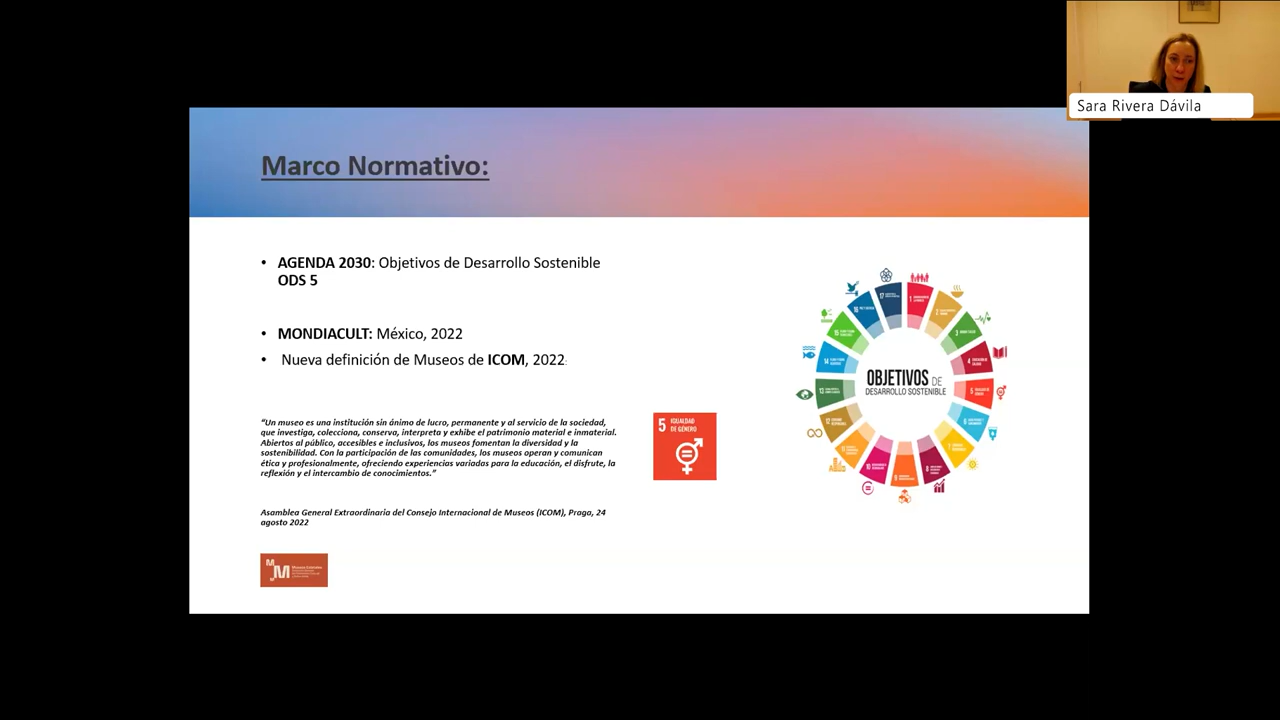 Sara Rivera Dávila
Marco Normativo:
• AGENDA 2030: Objetivos de Desarrollo Sostenible
ODS 5
• MONDIACULT: México, 2022
• Nueva definición de Museos de ICOM, 2022:
“Un museo es una institución sin ánimo de lucro, permanente y al servicio de la sociedad,
que investiga, colecciona, conserva, interpreta y exhibe el patrimonio material e inmaterial.
Abiertos al público, accesibles e inclusivos, los museos fomentan la diversidad y la
sostenibilidad. Con la participación de las comunidades, los museos operan y comunican
ética y profesionalmente, ofreciendo experiencias variadas para la educación, el disfrute, la
reflexión y el intercambio de conocimientos.”
Asamblea General Extraordinaria del Consejo Internacional de Museos (ICOM), Praga, 24
agosto 2022
5 IGUALDAD
DE GÉNERO
OBJETIVOS DE
DESARROLLO SOSTENIBLE